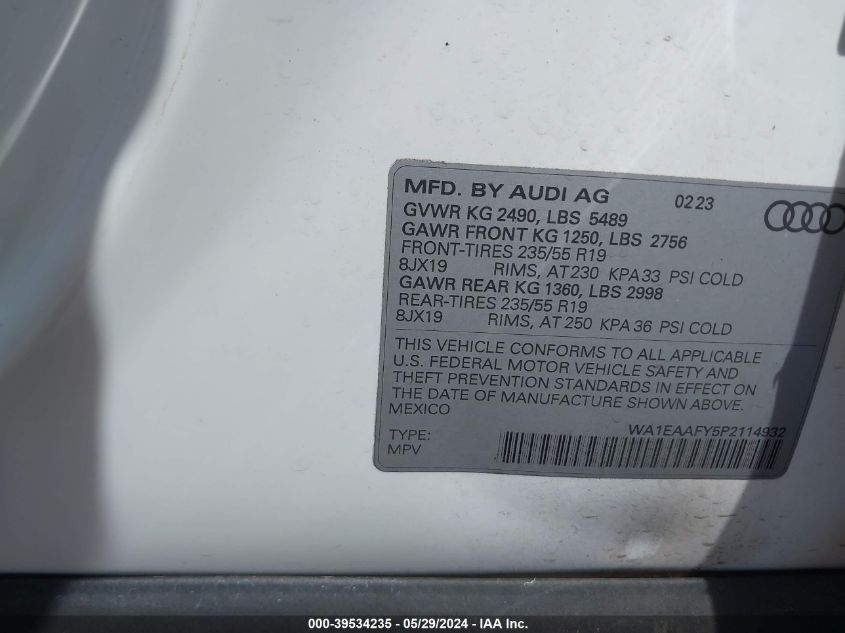 MFD. BY AUDI AG 02 23
GVWR KG 2490, LBS 5489
GAWR FRONT KG 1250, LBS 2756
FRONT-TIRES 235/55 R19
8JX19 RIMS, AT 230 KPA 33 PSI COLD
GAWR REAR KG 1360, LBS 2998
REAR-TIRES 235/55 R19
8JX19 RIMS, AT 250 KPA 36 PSI COLD
THIS VEHICLE CONFORMS TO ALL APPLICABLE
U.S. FEDERAL MOTOR VEHICLE SAFETY AND
THEFT PREVENTION STANDARDS IN EFFECT ON
THE DATE OF MANUFACTURE SHOWN ABOVE.
MEXICO
WA1EAAFY5P2114932
TYPE:
MPV
000-39534235 - 05/29/2024 - IAA Inc.